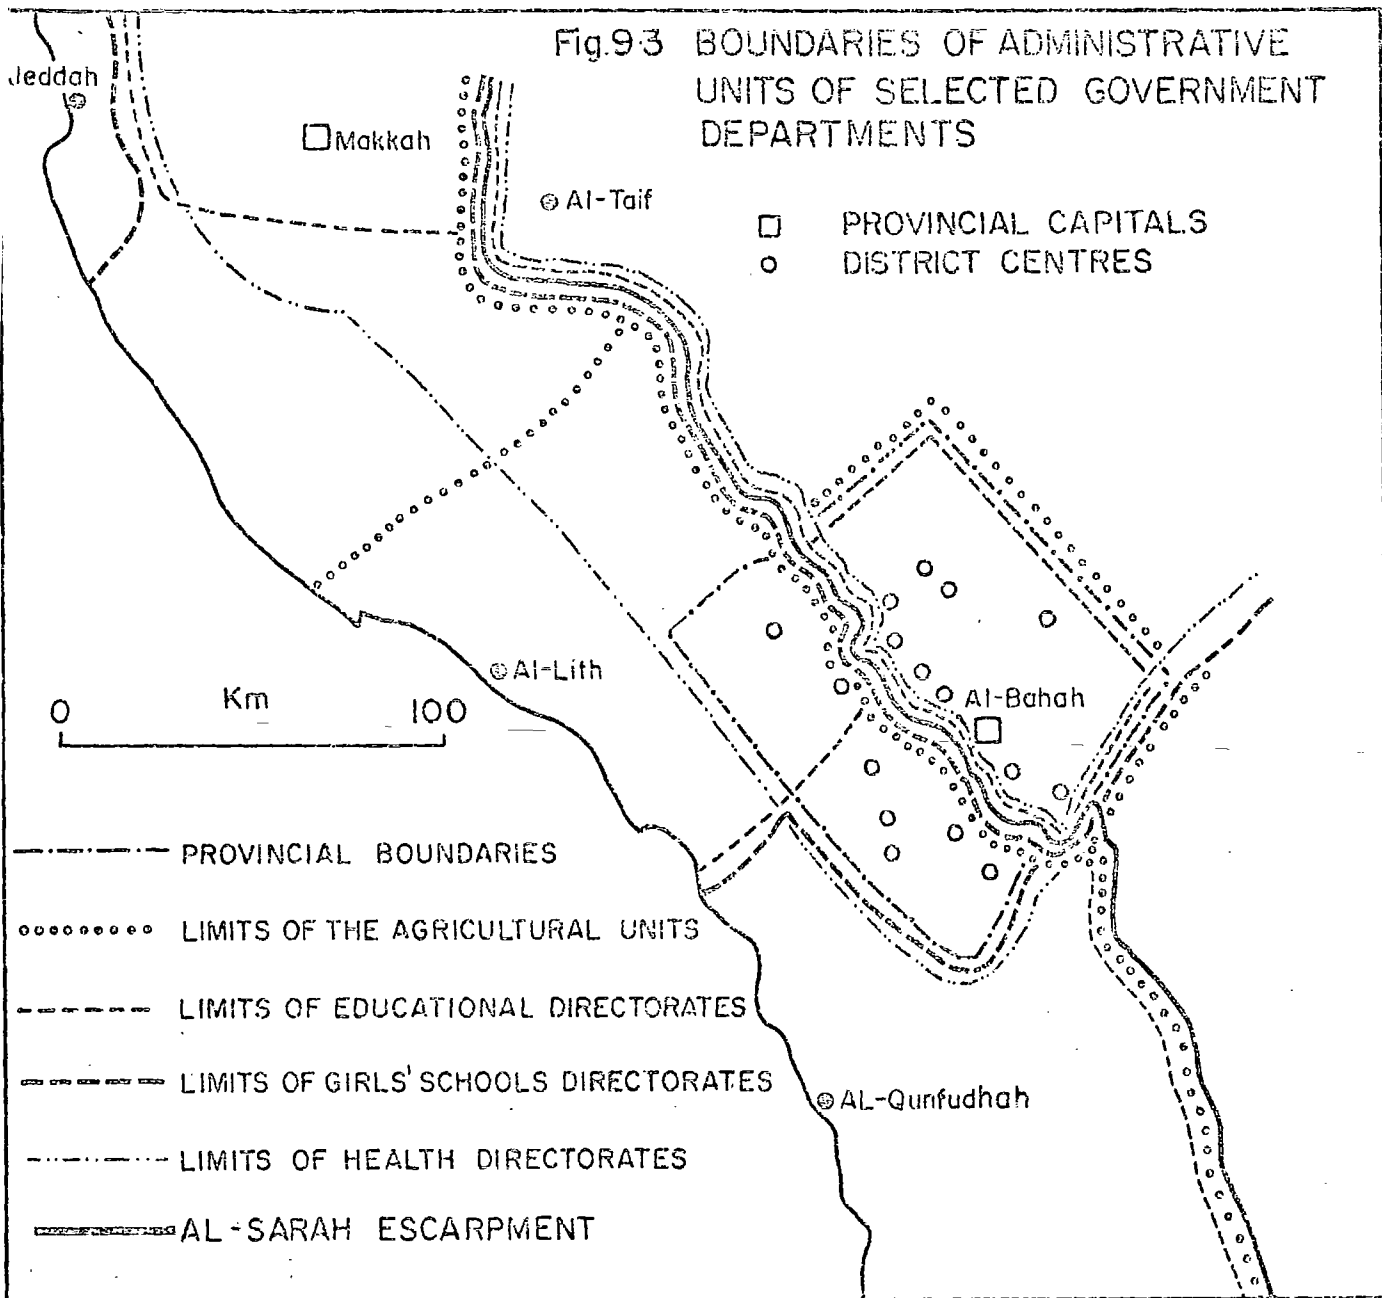 Fig.9·3 BOUNDARIES OF ADMINISTRATIVE
UNITS OF SELECTED GOVERNMENT
DEPARTMENTS
Jeddah
Makkah
Al-Taif
PROVINCIAL CAPITALS
DISTRICT CENTRES
Al-Lith
Al-Bahah
Km
0 100
PROVINCIAL BOUNDARIES
LIMITS OF THE AGRICULTURAL UNITS
LIMITS OF EDUCATIONAL DIRECTORATES
LIMITS OF GIRLS' SCHOOLS DIRECTORATES
AL-Qunfudhah
LIMITS OF HEALTH DIRECTORATES
AL-SARAH ESCARPMENT